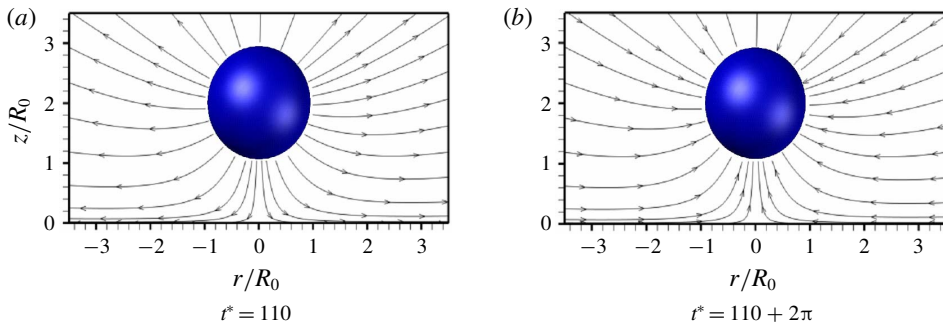 (a) (b)
3 3
2 2
z/R₀
1 1
0 0
−3 −2 −1 0 1 2 3 −3 −2 −1 0 1 2 3
r/R₀ r/R₀
t* = 110 t* = 110 + 2π